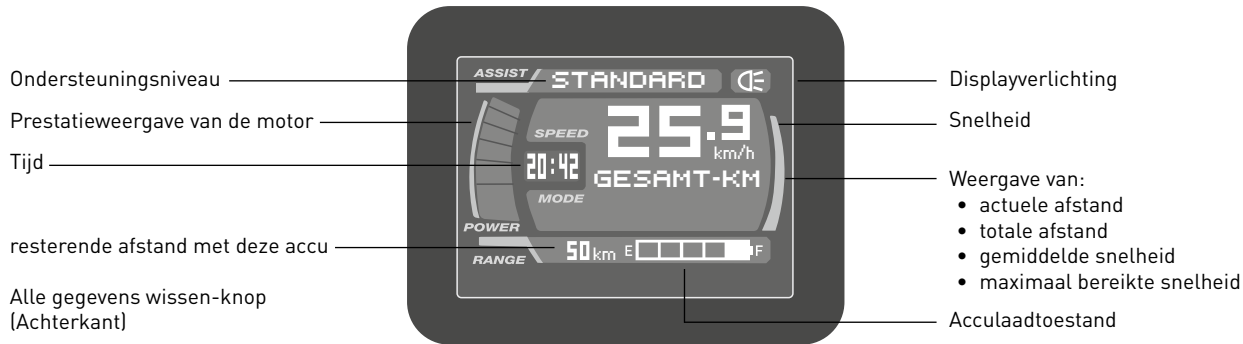 Ondersteuningsniveau
Prestatieweergave van de motor
Tijd
resterende afstand met deze accu
Alle gegevens wissen-knop
(Achterkant)
ASSIST
STANDARD
SPEED
25.9
km/h
20:42
GESAMT-KM
MODE
POWER
RANGE
50 km E F
Displayverlichting
Snelheid
Weergave van:
• actuele afstand
• totale afstand
• gemiddelde snelheid
• maximaal bereikte snelheid
Acculaadtoestand